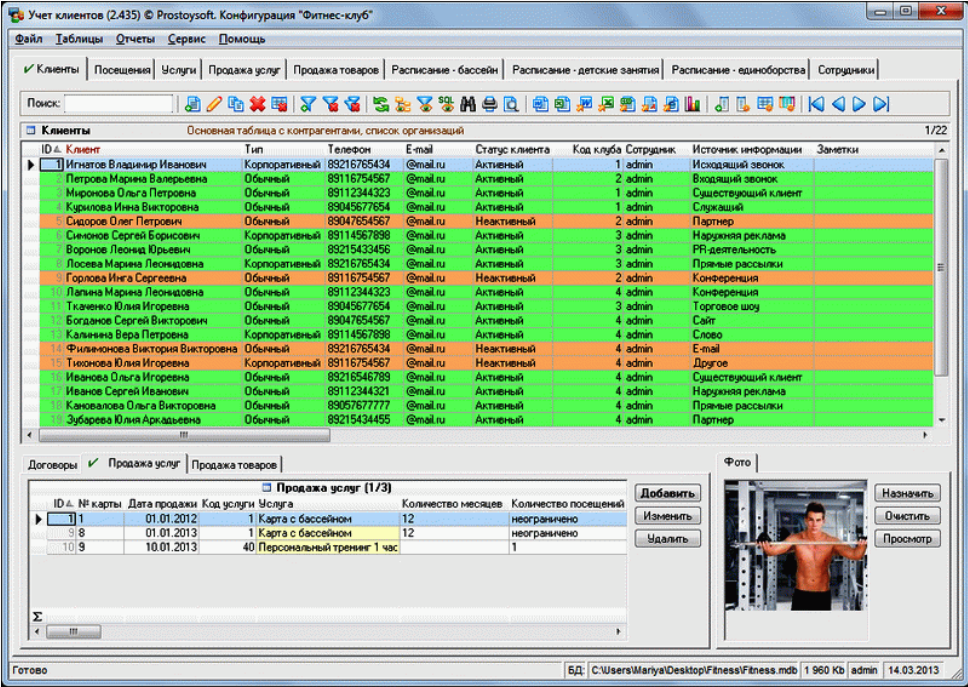 Учет клиентов (2.435) © Prostoysoft. Конфигурация "Фитнес-клуб"
Файл Таблицы Отчеты Сервис Помощь
Клиенты Посещения Услуги Продажа услуг Продажа товаров Расписание - бассейн Расписание - детские занятия Расписание - единоборства Сотрудники
Поиск: SQL
Клиенты Основная таблица с контрагентами, список организаций 1/22
ID Клиент Тип Телефон E-mail Статус клиента Код клуба Сотрудник Источник информации Заметки
1 Игнатов Владимир Иванович Корпоративный 89216765434 @mail.ru Активный 1 admin Исходящий звонок
2 Петрова Марина Валерьевна Обычный 89116754567 @mail.ru Активный 2 admin Входящий звонок
3 Миронова Ольга Петровна Обычный 89112344323 @mail.ru Активный 1 admin Существующий клиент
4 Курилова Инна Викторовна Обычный 89045677654 @mail.ru Активный 1 admin Служащий
5 Сидоров Олег Петрович Обычный 89047654567 @mail.ru Неактивный 2 admin Партнер
6 Симонов Сергей Борисович Корпоративный 89114567898 @mail.ru Активный 3 admin Наружняя реклама
7 Воронов Леонид Юрьевич Обычный 89215433456 @mail.ru Активный 3 admin PR-деятельность
8 Лосева Марина Леонидовна Корпоративный 89216765434 @mail.ru Активный 3 admin Прямые рассылки
9 Горлова Инга Сергеевна Обычный 89116754567 @mail.ru Неактивный 2 admin Конференция
10 Лапина Марина Леонидовна Обычный 89112344323 @mail.ru Активный 4 admin Конференция
11 Ткаченко Юлия Игоревна Обычный 89045677654 @mail.ru Активный 3 admin Торговое шоу
12 Богданов Сергей Викторович Обычный 89047654567 @mail.ru Активный 4 admin Сайт
13 Калинина Вера Петровна Корпоративный 89114567898 @mail.ru Активный 4 admin Слово
14 Филимонова Виктория Викторовна Обычный 89216765434 @mail.ru Неактивный 4 admin E-mail
15 Тихонова Юлия Игоревна Корпоративный 89116754567 @mail.ru Неактивный 4 admin Другое
16 Иванова Ольга Игоревна Обычный 89216546789 @mail.ru Активный 4 admin Существующий клиент
17 Иванов Сергей Иванович Обычный 89112344321 @mail.ru Активный 4 admin Наружняя реклама
18 Кановалова Ольга Викторовна Обычный 89057677777 @mail.ru Активный 4 admin Прямые рассылки
19 Зубарева Юлия Аркадьевна Обычный 89215434455 @mail.ru Активный 4 admin Партнер
Договоры Продажа услуг Продажа товаров Фото
Продажа услуг (1/3)
ID № карты Дата продажи Код услуги Услуга Количество месяцев Количество посещений
1 1 01.01.2012 1 Карта с бассейном 12 неограничено
9 8 01.01.2013 1 Карта с бассейном 12 неограничено
10 9 10.01.2013 40 Персональный тренинг 1 час 1
Σ
Добавить
Изменить
Удалить
Назначить
Очистить
Просмотр
Готово БД: C:\Users\Mariya\Desktop\Fitness\Fitness.mdb 1 960 Kb admin 14.03.2013